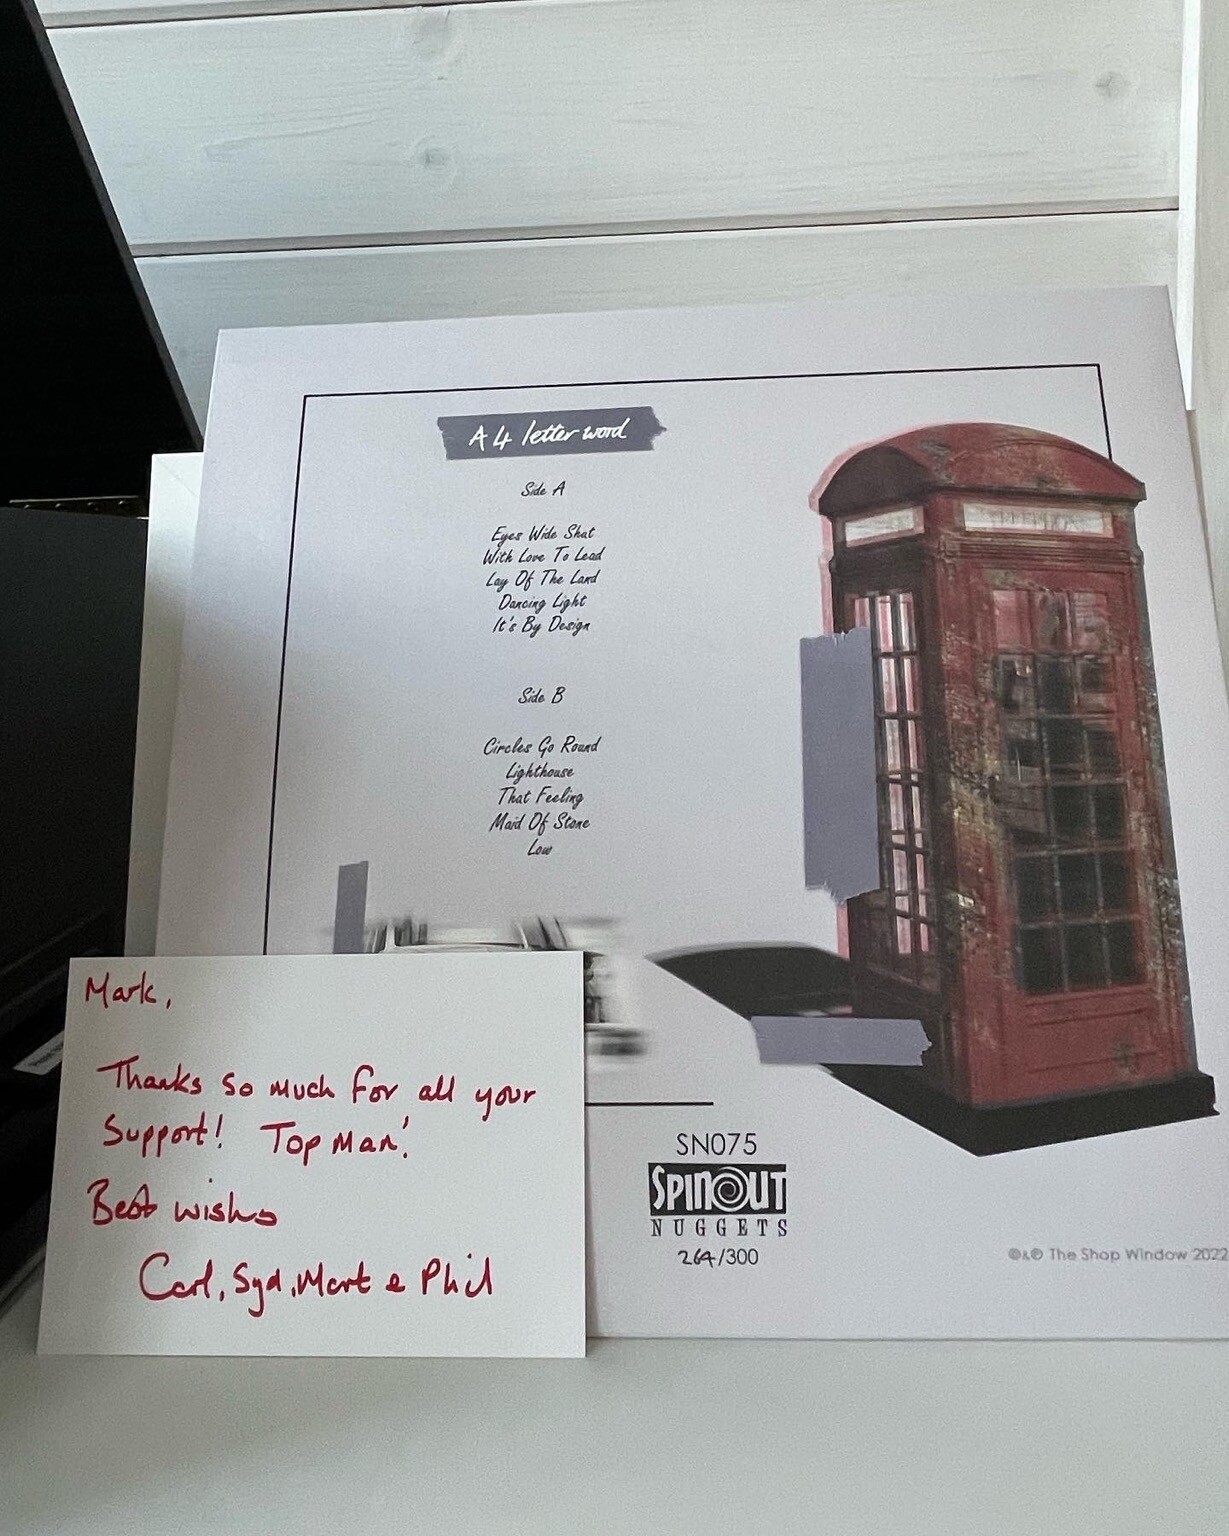 A 4 letter word
Side A
Eyes Wide Shut
With Love To Lead
Lay Of The Land
Dancing Light
It's By Design
Side B
Circles Go Round
Lighthouse
That Feeling
Maid Of Stone
Low
Mark,
Thanks so much for all your
Support! Top Man!
Best wishes
Carl, Syd, Mart & Phil
SN075
SPINOUT
NUGGETS
264/300
©&℗ The Shop Window 2022